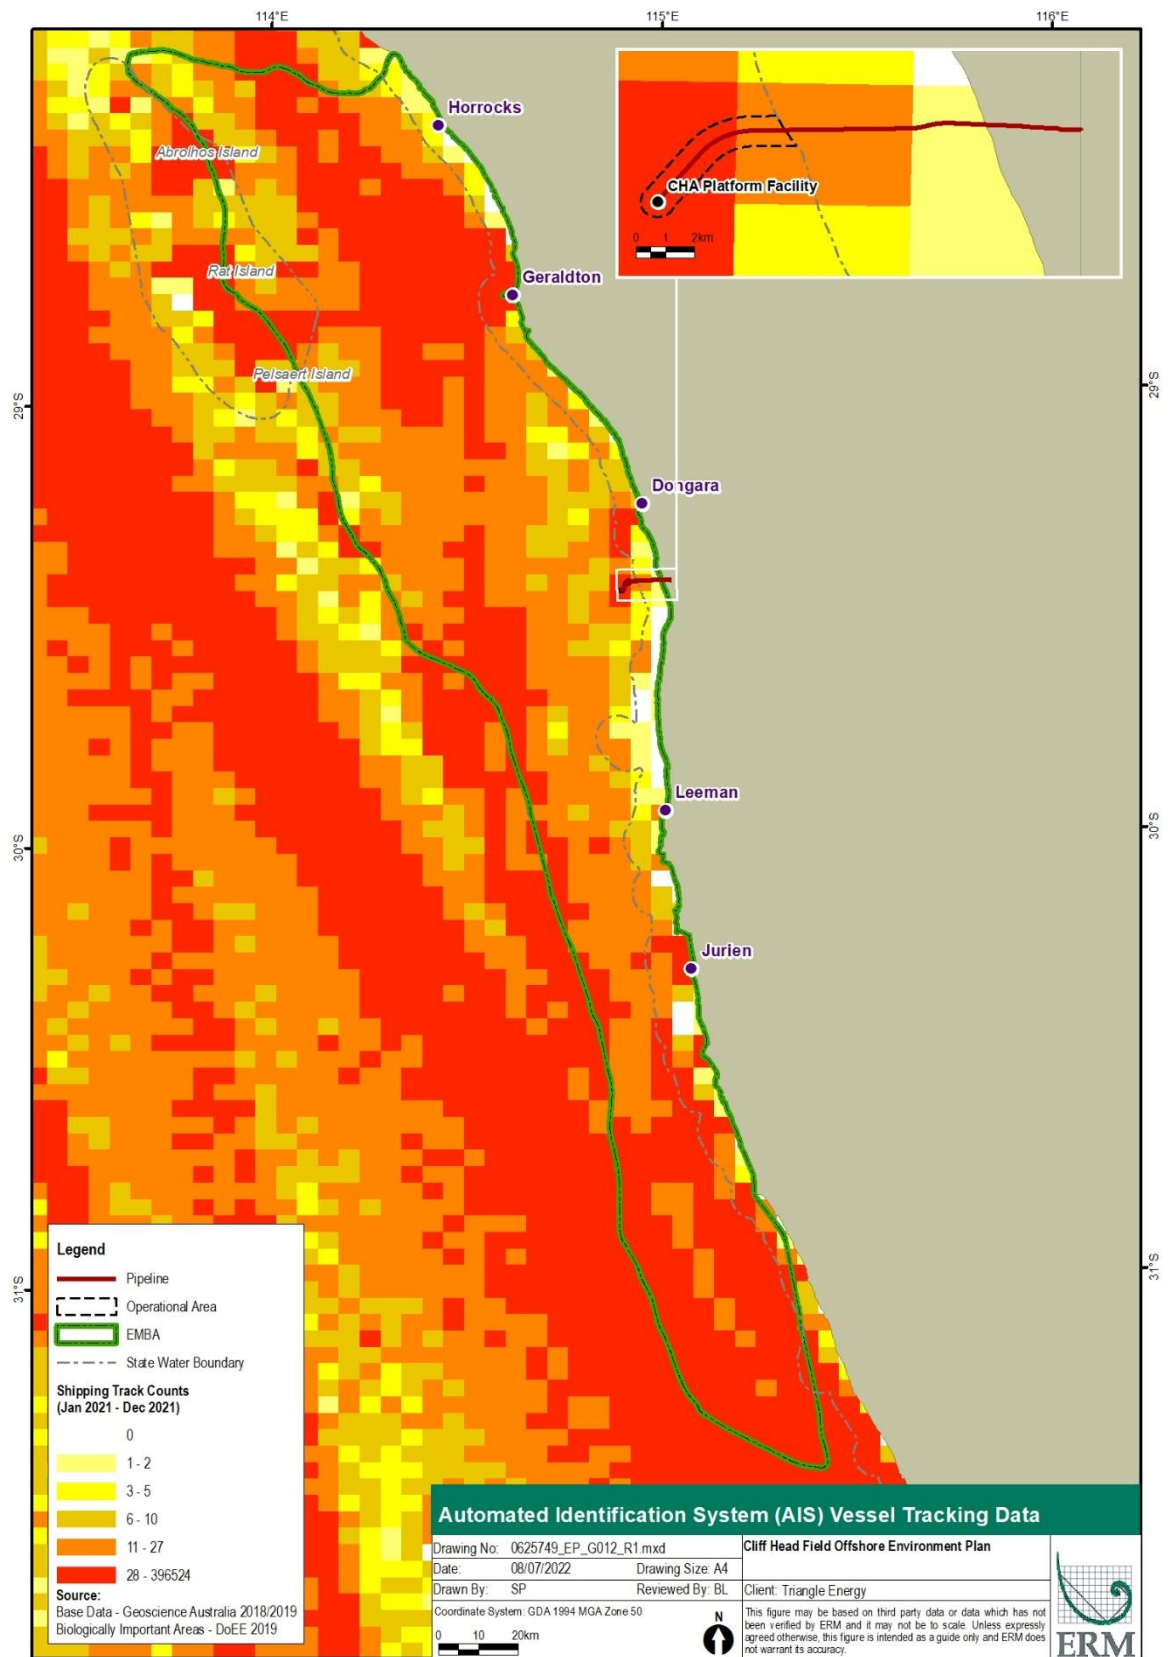 114°E
115°E
116°E
Horrocks
Abrolhos Island
CHA Platform Facility
0 1 2km
Rat Island
Geraldton
Pelsaert Island
29°S
29°S
Dongara
Leeman
30°S
30°S
Jurien
31°S
31°S
Legend
Pipeline
Operational Area
EMBA
State Water Boundary
Shipping Track Counts
(Jan 2021 - Dec 2021)
0
1 - 2
3 - 5
6 - 10
11 - 27
28 - 396524
Source:
Base Data - Geoscience Australia 2018/2019
Biologically Important Areas - DoEE 2019
Automated Identification System (AIS) Vessel Tracking Data
Drawing No: 0625749_EP_G012_R1.mxd
Date: 08/07/2022 Drawing Size: A4
Drawn By: SP Reviewed By: BL
Coordinate System: GDA 1994 MGA Zone 50
0 10 20km
N
Cliff Head Field Offshore Environment Plan
Client: Triangle Energy
This figure may be based on third party data or data which has not
been verified by ERM and it may not be to scale. Unless expressly
agreed otherwise, this figure is intended as a guide only and ERM does
not warrant its accuracy.
ERM